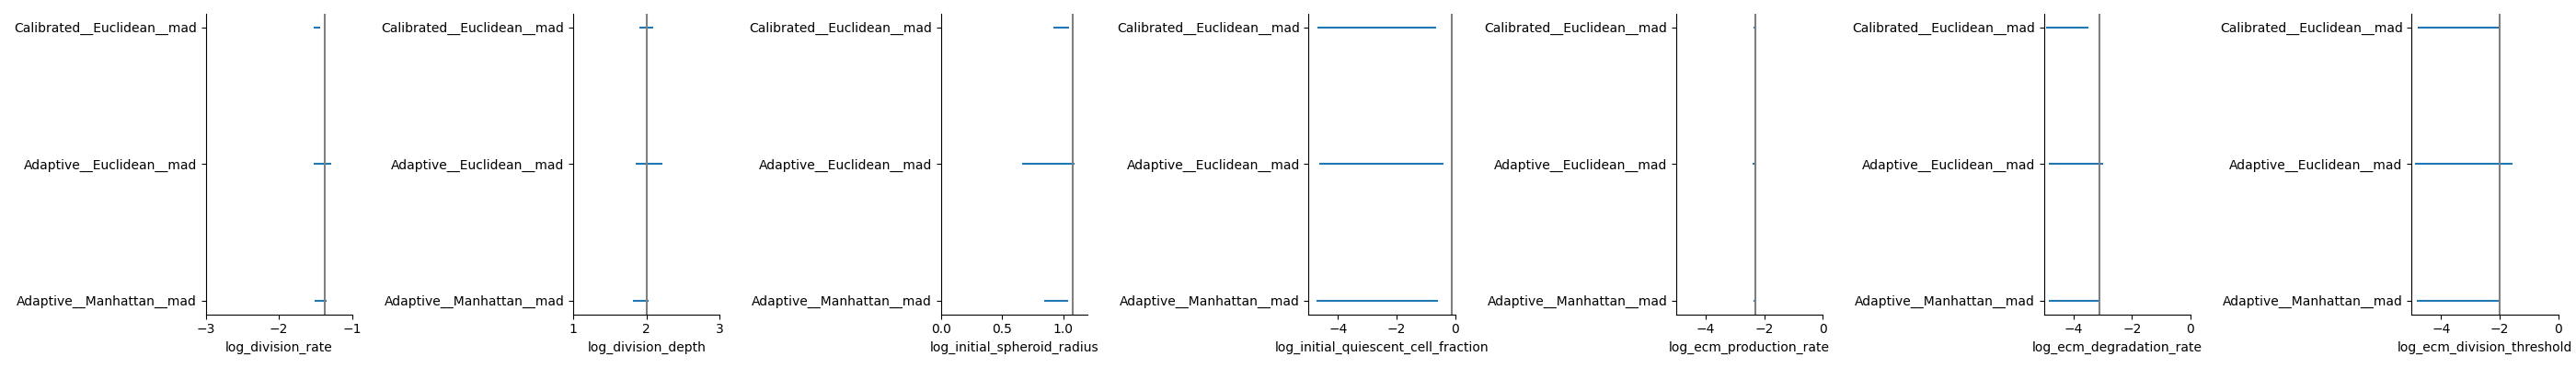 Calibrated__Euclidean__mad
Adaptive__Euclidean__mad
Adaptive__Manhattan__mad
−3 −2 −1
log_division_rate
Calibrated__Euclidean__mad
Adaptive__Euclidean__mad
Adaptive__Manhattan__mad
1 2 3
log_division_depth
Calibrated__Euclidean__mad
Adaptive__Euclidean__mad
Adaptive__Manhattan__mad
0.0 0.5 1.0
log_initial_spheroid_radius
Calibrated__Euclidean__mad
Adaptive__Euclidean__mad
Adaptive__Manhattan__mad
−4 −2 0
log_initial_quiescent_cell_fraction
Calibrated__Euclidean__mad
Adaptive__Euclidean__mad
Adaptive__Manhattan__mad
−4 −2 0
log_ecm_production_rate
Calibrated__Euclidean__mad
Adaptive__Euclidean__mad
Adaptive__Manhattan__mad
−4 −2 0
log_ecm_degradation_rate
Calibrated__Euclidean__mad
Adaptive__Euclidean__mad
Adaptive__Manhattan__mad
−4 −2 0
log_ecm_division_threshold